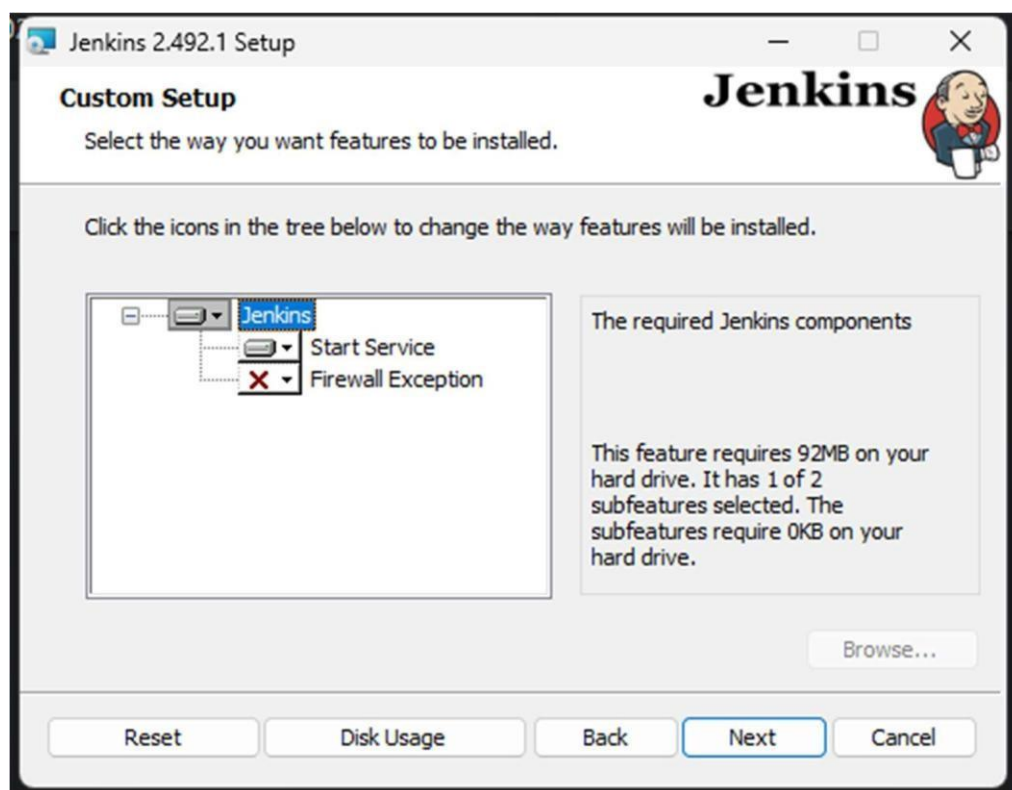 Jenkins 2.492.1 Setup
Custom Setup
Jenkins
Select the way you want features to be installed.
Click the icons in the tree below to change the way features will be installed.
Jenkins
Start Service
Firewall Exception
The required Jenkins components
This feature requires 92MB on your
hard drive. It has 1 of 2
subfeatures selected. The
subfeatures require 0KB on your
hard drive.
Browse...
Reset
Disk Usage
Back
Next
Cancel